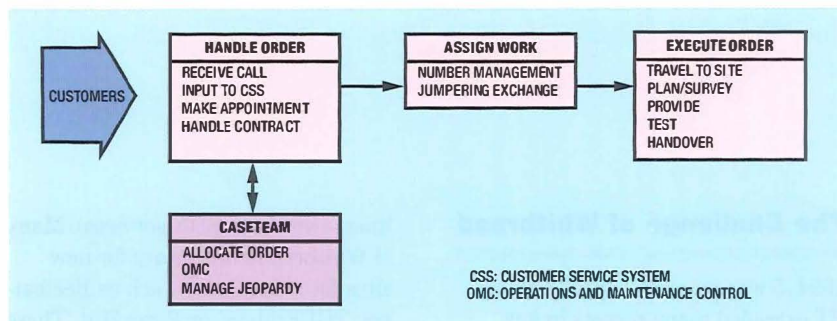 CUSTOMERS
HANDLE ORDER
RECEIVE CALL
INPUT TO CSS
MAKE APPOINTMENT
HANDLE CONTRACT
ASSIGN WORK
NUMBER MANAGEMENT
JUMPERING EXCHANGE
EXECUTE ORDER
TRAVEL TO SITE
PLAN/SURVEY
PROVIDE
TEST
HANDOVER
CASETEAM
ALLOCATE ORDER
OMC
MANAGE JEOPARDY
CSS: CUSTOMER SERVICE SYSTEM
OMC: OPERATIONS AND MAINTENANCE CONTROL